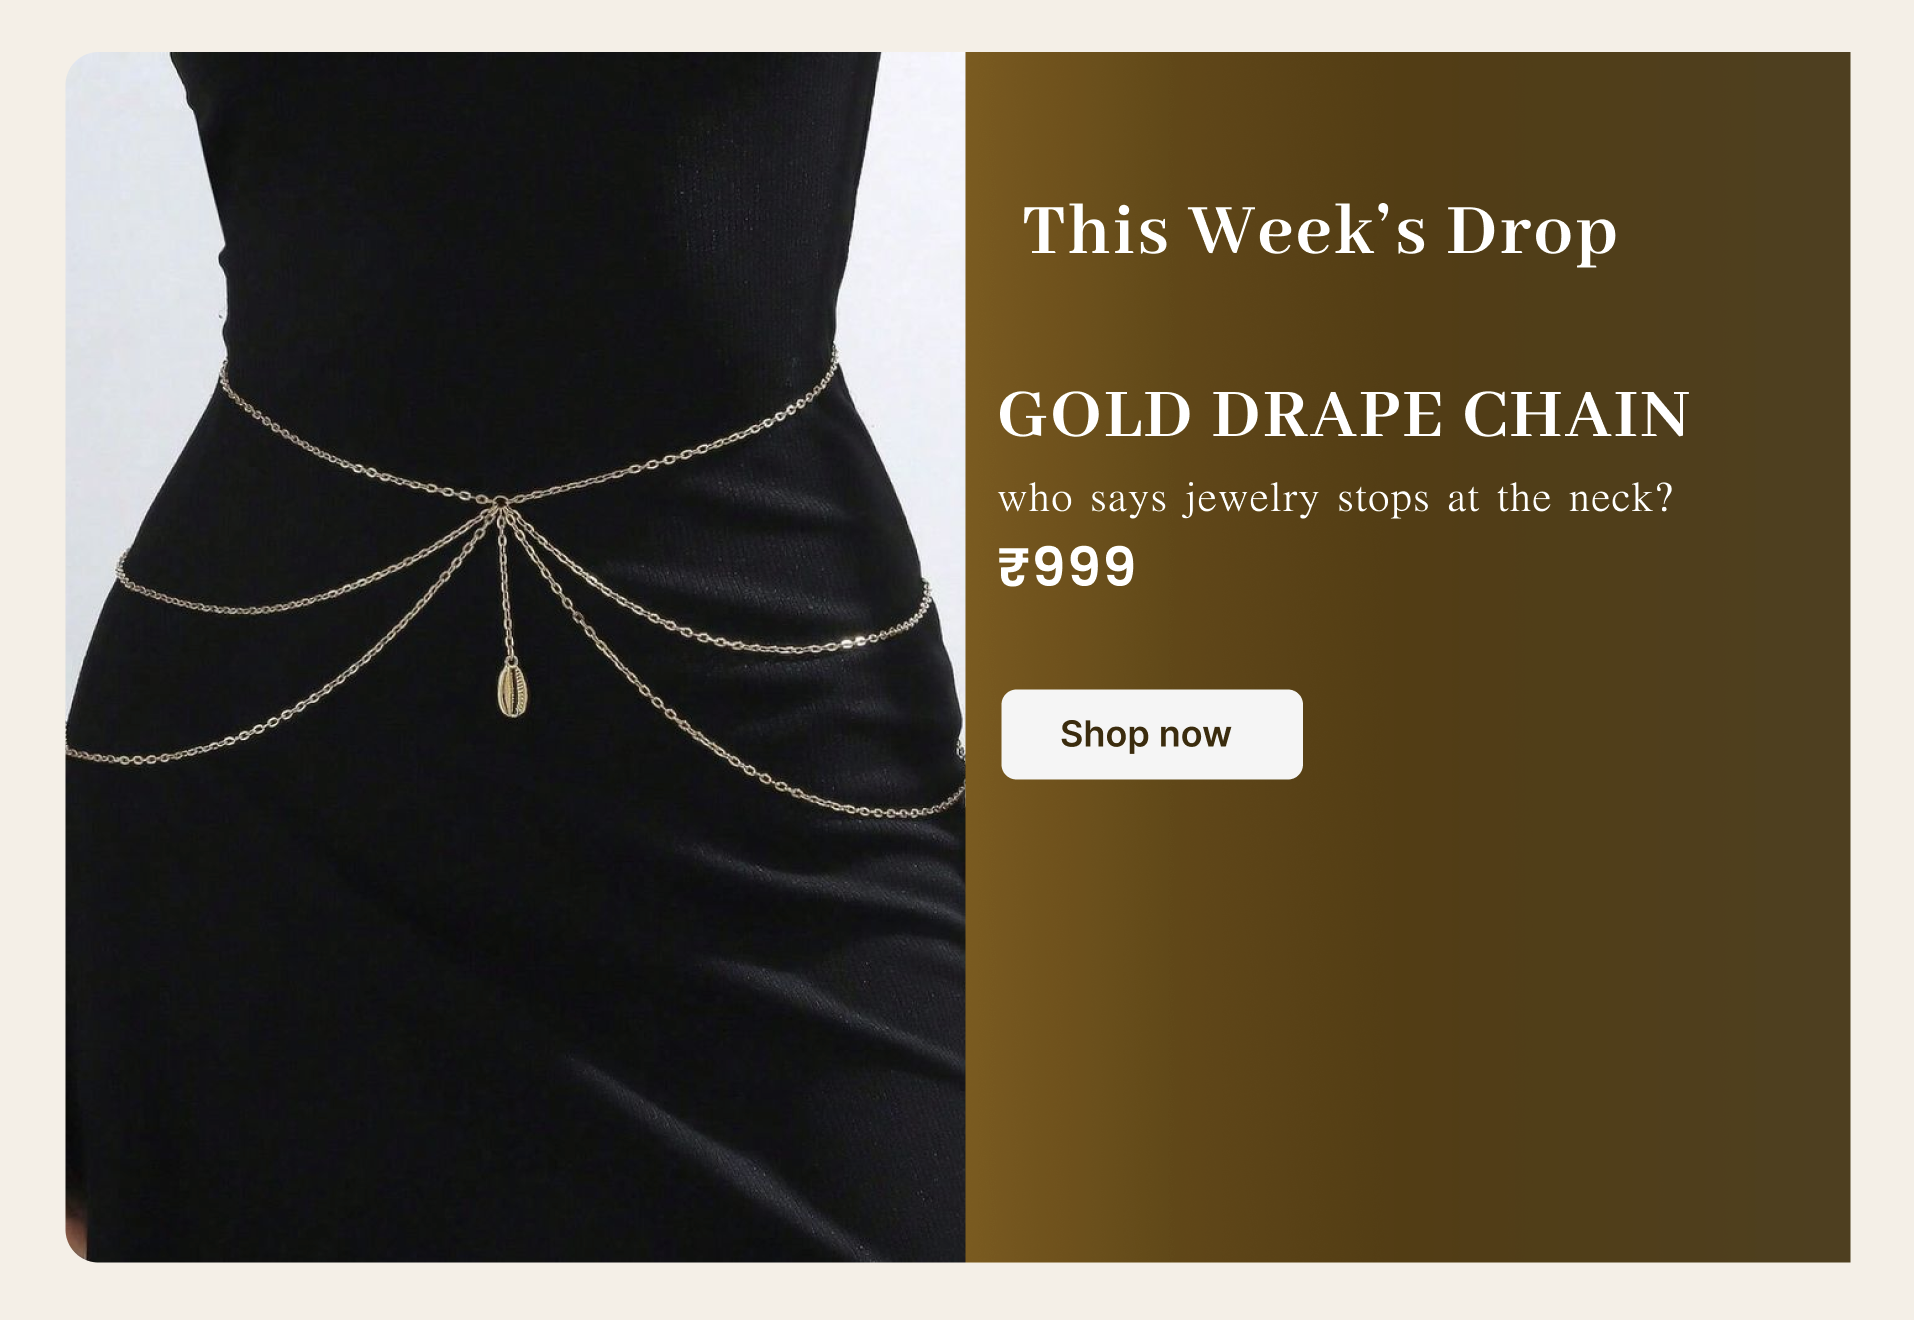 This Week’s Drop
GOLD DRAPE CHAIN
who says jewelry stops at the neck?
₹999
Shop now